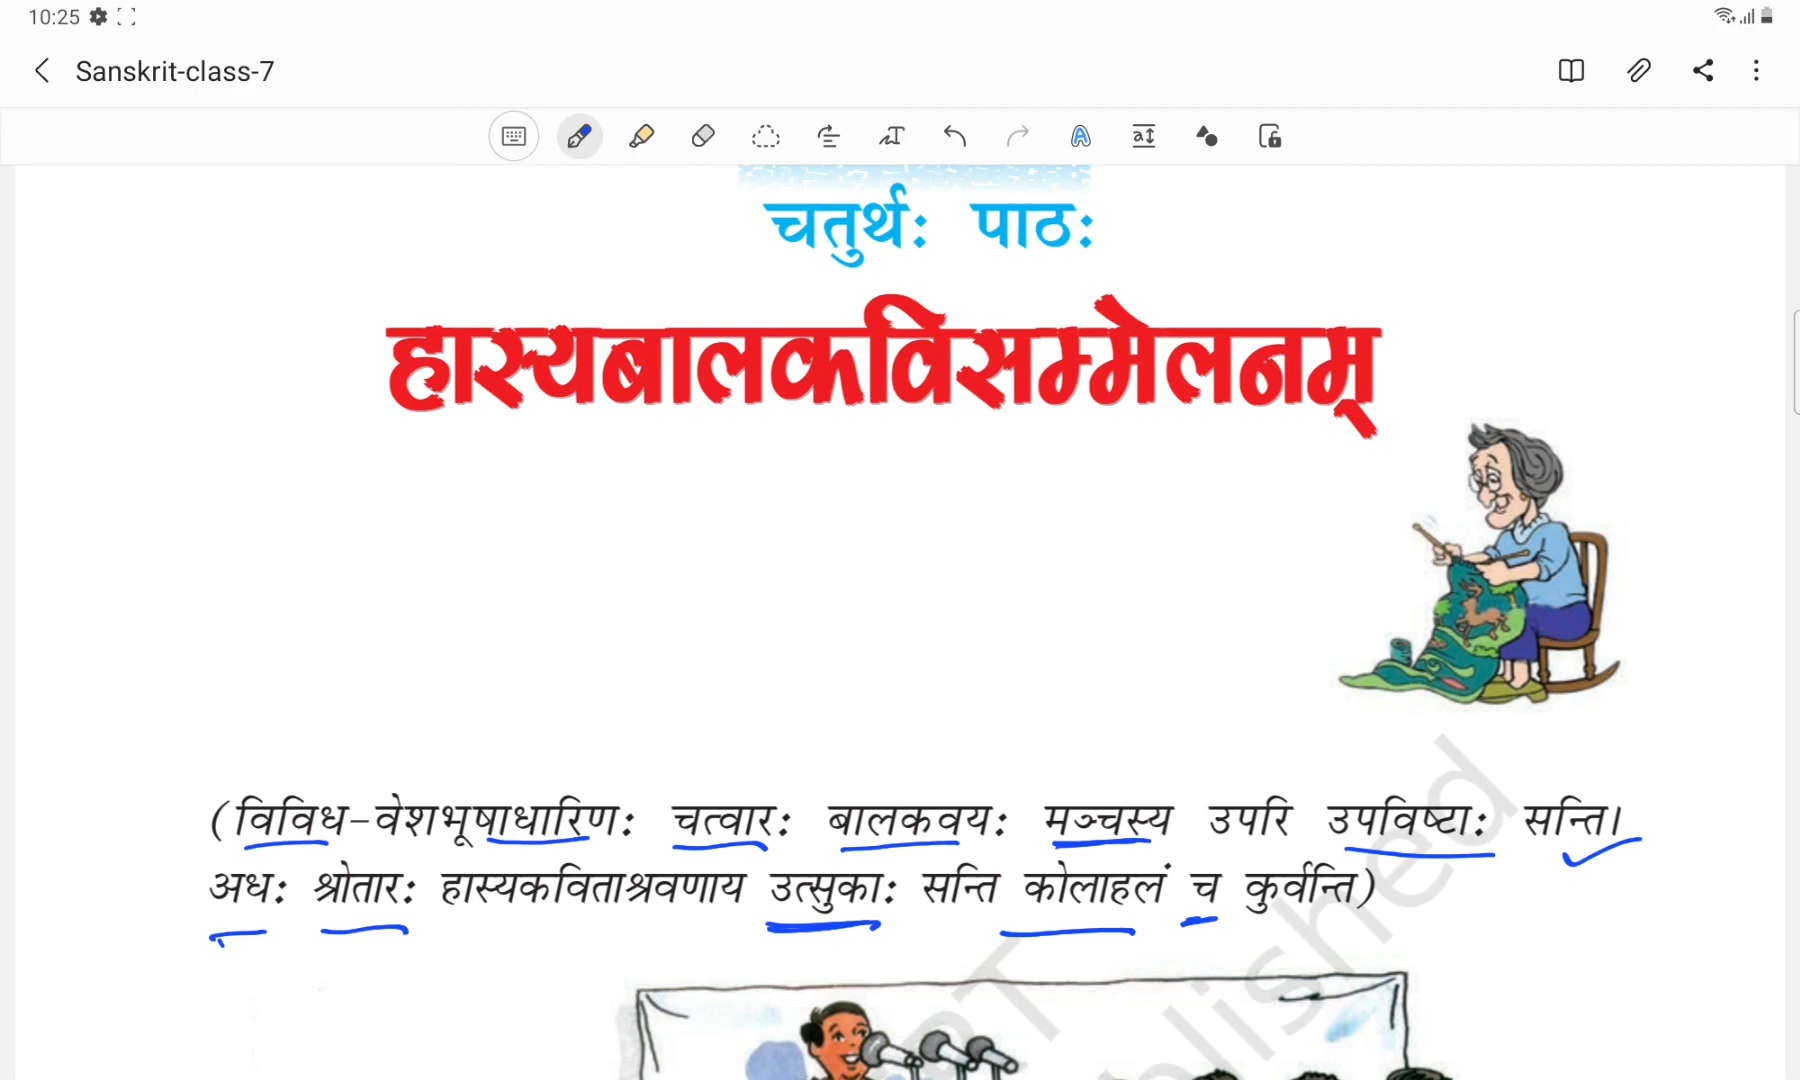 10:25
Sanskrit-class-7
चतुर्थः पाठः
हास्यबालकविसम्मेलनम्
(विविध-वेशभूषाधारिणः चत्वारः बालकवयः मञ्चस्य उपरि उपविष्टाः सन्ति।
अधः श्रोतारः हास्यकविताश्रवणाय उत्सुकाः सन्ति कोलाहलं च कुर्वन्ति)